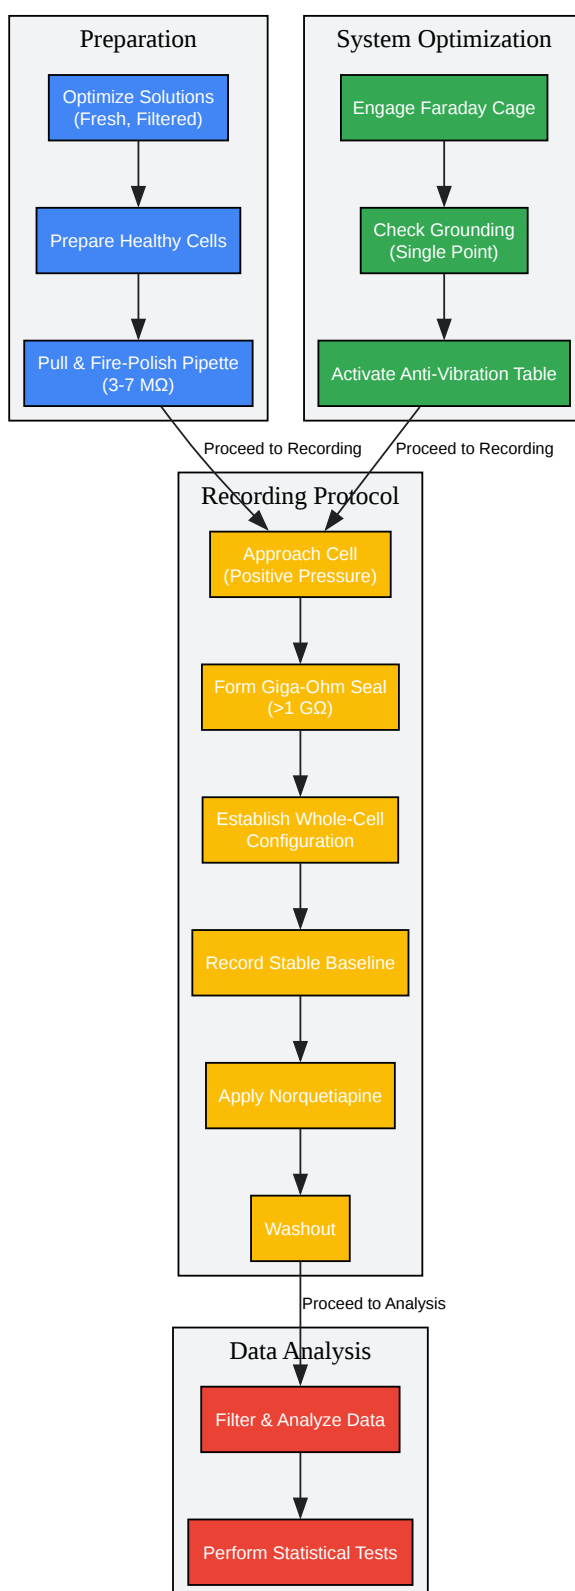 Preparation
Optimize Solutions
(Fresh, Filtered)
Prepare Healthy Cells
Pull & Fire-Polish Pipette
(3-7 MΩ)
System Optimization
Engage Faraday Cage
Check Grounding
(Single Point)
Activate Anti-Vibration Table
Proceed to Recording
Proceed to Recording
Recording Protocol
Approach Cell
(Positive Pressure)
Form Giga-Ohm Seal
(>1 GΩ)
Establish Whole-Cell
Configuration
Record Stable Baseline
Apply Norquetiapine
Washout
Proceed to Analysis
Data Analysis
Filter & Analyze Data
Perform Statistical Tests